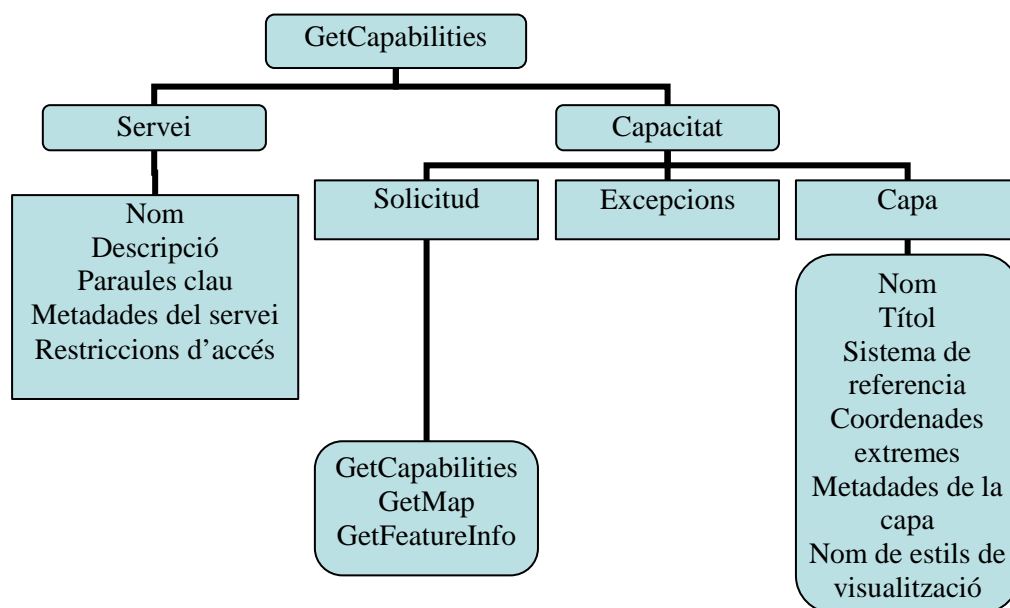 GetCapabilities
Servei
Capacitat
Nom
Descripció
Paraules clau
Metadades del servei
Restriccions d’accés
Solicitud
Excepcions
Capa
GetCapabilities
GetMap
GetFeatureInfo
Nom
Títol
Sistema de
referencia
Coordenades
extremes
Metadades de la
capa
Nom de estils de
visualització